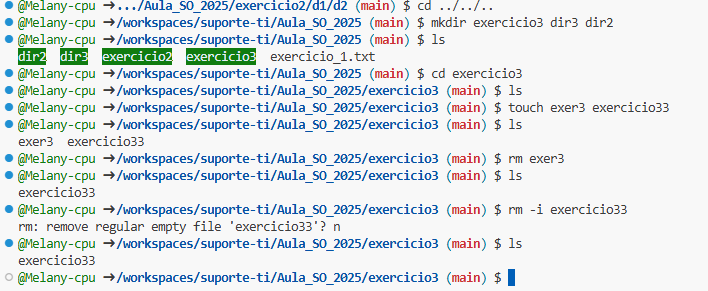 @Melany-cpu ➜.../Aula_SO_2025/exercicio2/d1/d2 (main) $ cd ../../..
@Melany-cpu ➜/workspaces/suporte-ti/Aula_SO_2025 (main) $ mkdir exercicio3 dir3 dir2
@Melany-cpu ➜/workspaces/suporte-ti/Aula_SO_2025 (main) $ ls
dir2  dir3  exercicio2  exercicio3  exercicio_1.txt
@Melany-cpu ➜/workspaces/suporte-ti/Aula_SO_2025 (main) $ cd exercicio3
@Melany-cpu ➜/workspaces/suporte-ti/Aula_SO_2025/exercicio3 (main) $ ls
@Melany-cpu ➜/workspaces/suporte-ti/Aula_SO_2025/exercicio3 (main) $ touch exer3 exercicio33
@Melany-cpu ➜/workspaces/suporte-ti/Aula_SO_2025/exercicio3 (main) $ ls
exer3  exercicio33
@Melany-cpu ➜/workspaces/suporte-ti/Aula_SO_2025/exercicio3 (main) $ rm exer3
@Melany-cpu ➜/workspaces/suporte-ti/Aula_SO_2025/exercicio3 (main) $ ls
exercicio33
@Melany-cpu ➜/workspaces/suporte-ti/Aula_SO_2025/exercicio3 (main) $ rm -i exercicio33
rm: remove regular empty file 'exercicio33'? n
@Melany-cpu ➜/workspaces/suporte-ti/Aula_SO_2025/exercicio3 (main) $ ls
exercicio33
@Melany-cpu ➜/workspaces/suporte-ti/Aula_SO_2025/exercicio3 (main) $